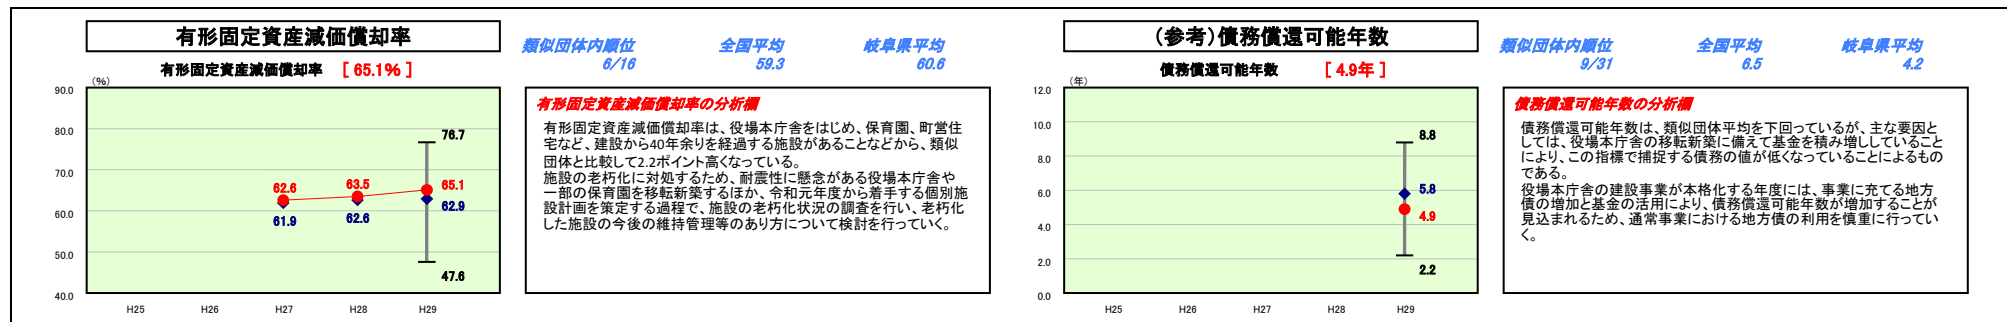 有形固定資産減価償却率
類似団体内順位 全国平均 岐阜県平均
6/16 59.3 60.6
有形固定資産減価償却率 [ 65.1% ]
(%)
90.0
80.0
70.0
60.0
50.0
40.0
76.7
62.6 63.5 65.1
61.9 62.6 62.9
47.6
H25 H26 H27 H28 H29
有形固定資産減価償却率の分析欄
有形固定資産減価償却率は、役場本庁舎をはじめ、保育園、町営住
宅など、建設から40年余りを経過する施設があることなどから、類似
団体と比較して2.2ポイント高くなっている。
施設の老朽化に対処するため、耐震性に懸念がある役場本庁舎や
一部の保育園を移転新築するほか、令和元年度から着手する個別施
設計画を策定する過程で、施設の老朽化状況の調査を行い、老朽化
した施設の今後の維持管理等のあり方について検討を行っていく。
(参考)債務償還可能年数
類似団体内順位 全国平均 岐阜県平均
9/31 6.5 4.2
債務償還可能年数 [ 4.9年 ]
(年)
12.0
10.0
8.0
6.0
4.0
2.0
0.0
8.8
5.8
4.9
2.2
H25 H26 H27 H28 H29
債務償還可能年数の分析欄
債務償還可能年数は、類似団体平均を下回っているが、主な要因と
しては、役場本庁舎の移転新築に備えて基金を積み増ししていること
により、この指標で捕捉する債務の値が低くなっていることによるもの
である。
役場本庁舎の建設事業が本格化する年度には、事業に充てる地方
債の増加と基金の活用により、債務償還可能年数が増加することが
見込まれるため、通常事業における地方債の利用を慎重に行ってい
く。